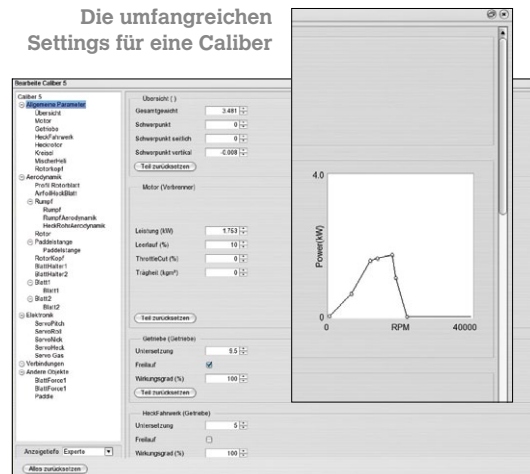 Die umfangreichen
Settings für eine Caliber
Bearbeite Caliber 5
Caliber 5
Allgemeine Parameter
Übersicht
Motor
Getriebe
HeckFahrwerk
Heckrotor
Kreisel
MischerHeli
Rotorkopf
Aerodynamik
Profil Rotorblatt
AirfoilHeckBlatt
Rumpf
Rumpf
RumpfAerodynamik
HeckRohrAerodynamik
Rotor
Paddelstange
Paddelstange
RotorKopf
BlattHalter1
BlattHalter2
Blatt1
Blatt1
Blatt2
Blatt2
Elektronik
ServoPitch
ServoRoll
ServoNick
ServoHeck
Servo Gas
Verbindungen
Andere Objekte
BlattForce1
BlattForce1
Paddle
Anzeigetiefe Experte
Alles zurücksetzen
Übersicht ( )
Gesamtgewicht 3.481
Schwerpunkt 0
Schwerpunkt seitlich 0
Schwerpunkt vertikal -0.008
Teil zurücksetzen
Motor (Verbrenner)
Leistung (kW) 1.753
Leerlauf (%) 10
ThrottleCut (%) 0
Trägheit (kgm²) 0
Teil zurücksetzen
Getriebe (Getriebe)
Untersetzung 9.5
Freilauf
Wirkungsgrad (%) 100
Teil zurücksetzen
HeckFahrwerk (Getriebe)
Untersetzung 5
Freilauf
Wirkungsgrad (%) 100
4.0
Power(kW)
0
0 RPM 40000